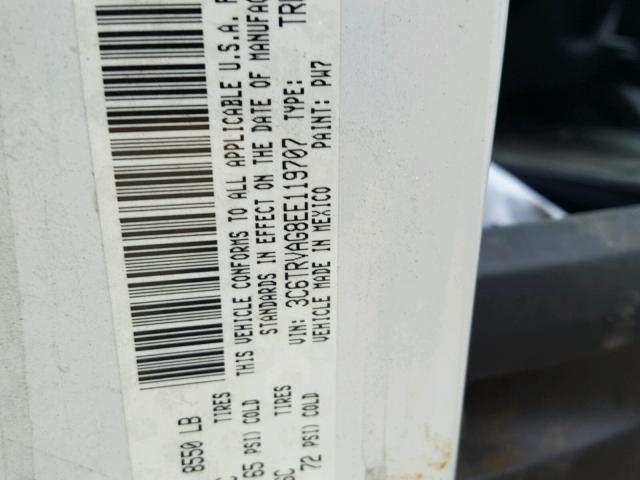 8550 LB
TIRES
65 PSI) COLD
TIRES
72 PSI) COLD
THIS VEHICLE CONFORMS TO ALL APPLICABLE U.S.A.
STANDARDS IN EFFECT ON THE DATE OF
VIN: 3C6TRVAG8EE119707 TYPE:
VEHICLE MADE IN MEXICO PAINT: PW7